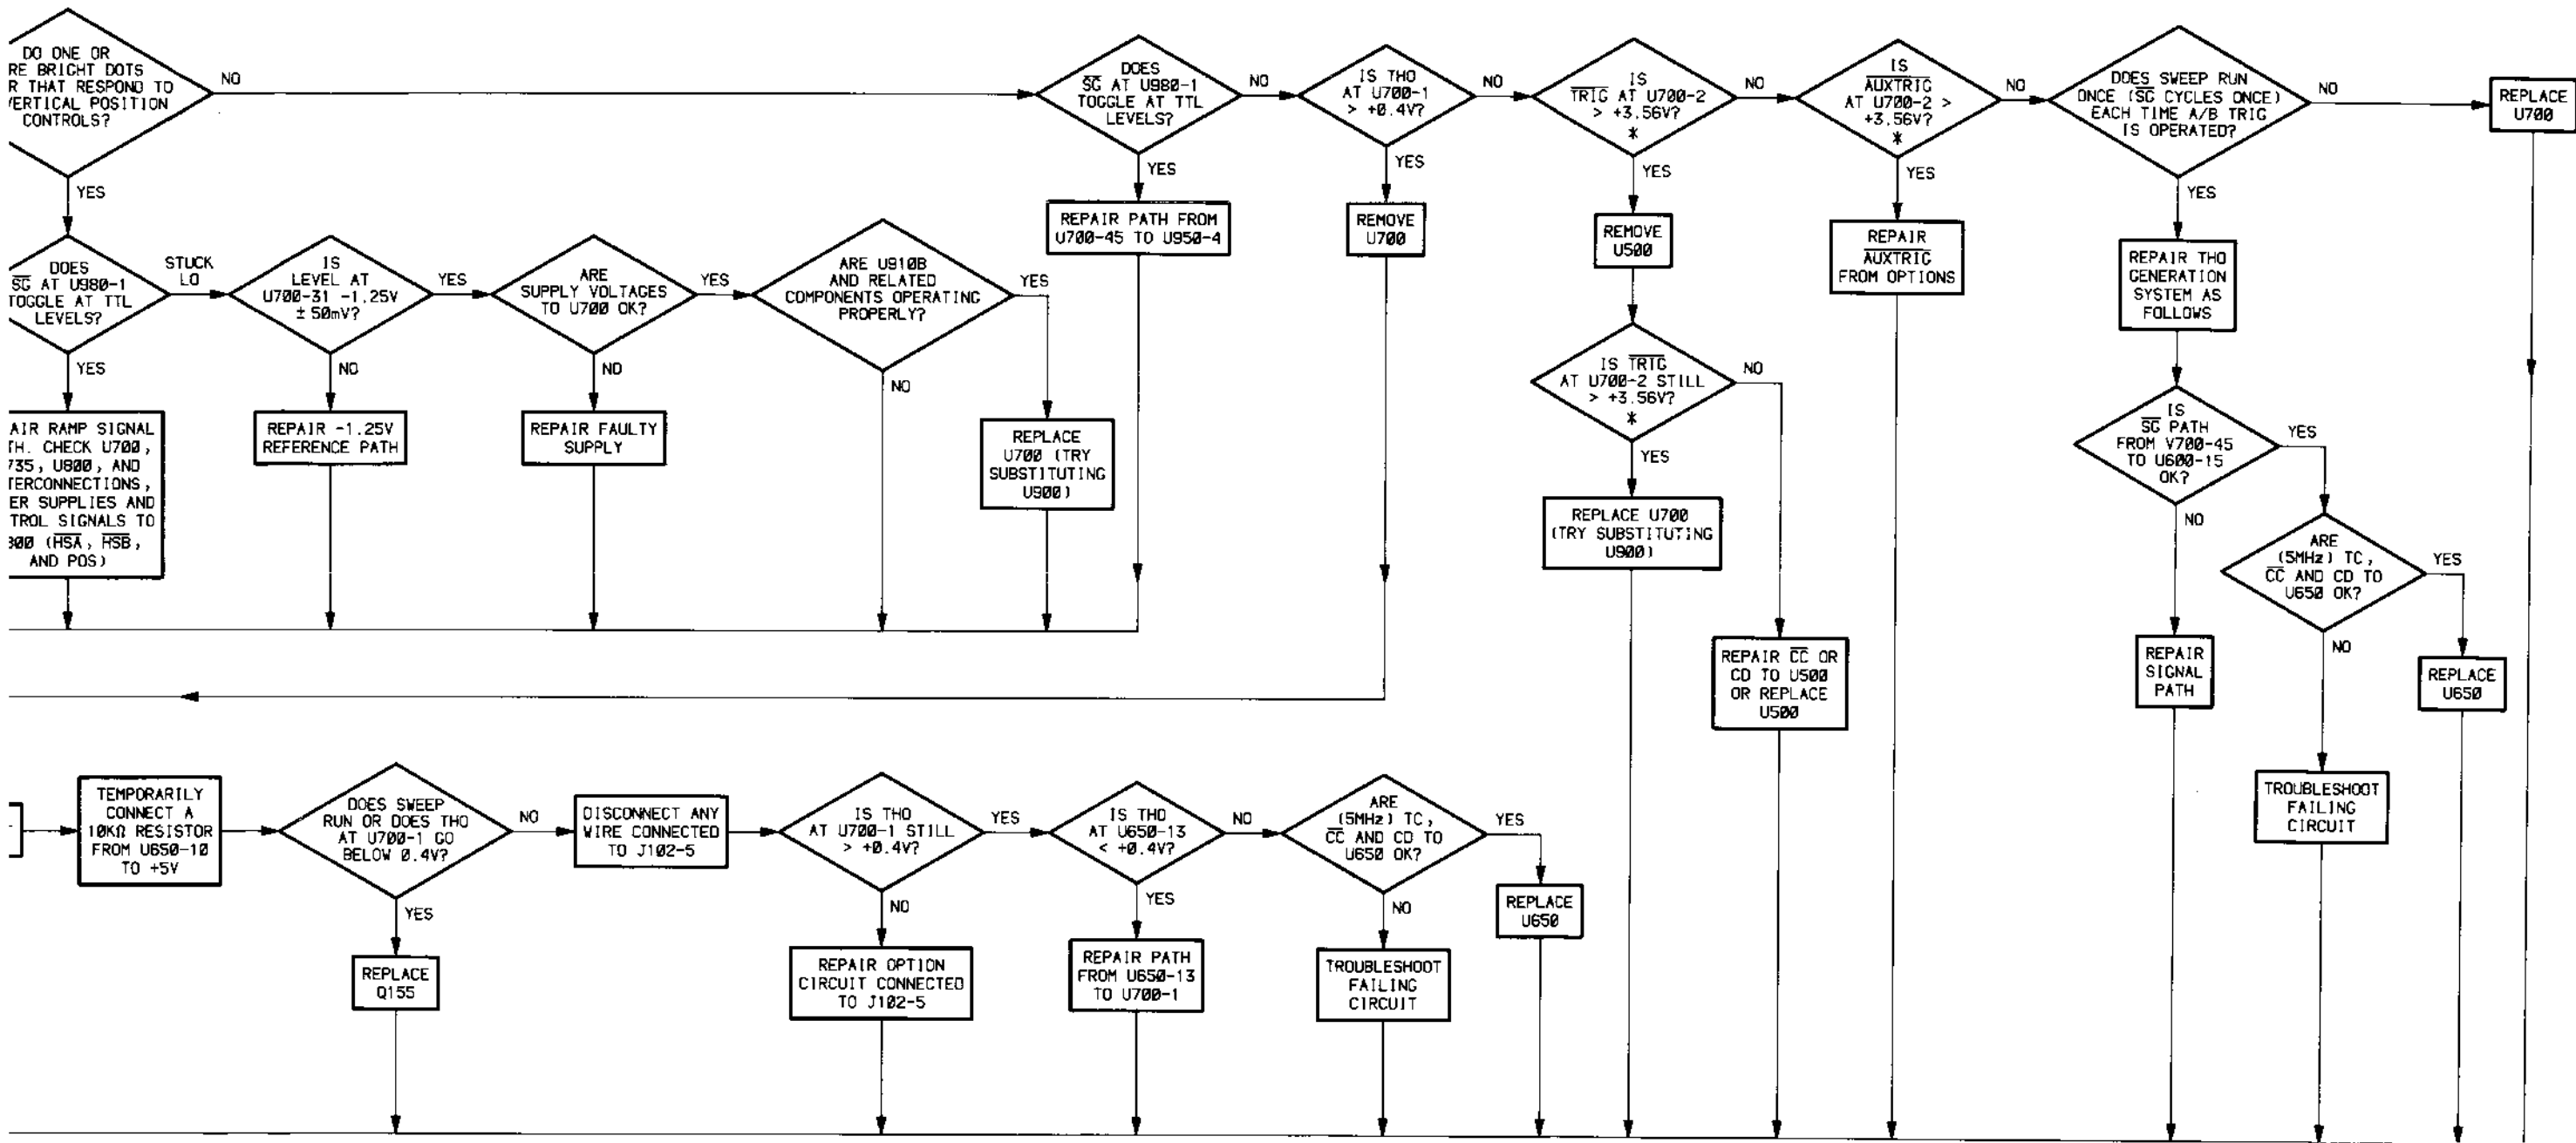 DO ONE OR
RE BRIGHT DOTS
R THAT RESPOND TO
VERTICAL POSITION
CONTROLS?
NO
YES
DOES
S̅G̅ AT U980-1
TOGGLE AT TTL
LEVELS?
NO
YES
IS THO
AT U700-1
> +0.4V?
NO
YES
IS
T̅R̅I̅G̅ AT U700-2
> +3.56V?
*
NO
YES
IS
A̅U̅X̅T̅R̅I̅G̅
AT U700-2 >
+3.56V?
*
NO
YES
DOES SWEEP RUN
ONCE (S̅G̅ CYCLES ONCE)
EACH TIME A/B TRIG
IS OPERATED?
NO
YES
REPLACE
U700
REPAIR PATH FROM
U700-45 TO U950-4
REMOVE
U700
REMOVE
U500
REPAIR
A̅U̅X̅T̅R̅I̅G̅
FROM OPTIONS
REPAIR THO
GENERATION
SYSTEM AS
FOLLOWS
DOES
S̅G̅ AT U980-1
TOGGLE AT TTL
LEVELS?
STUCK
LO
YES
IS
LEVEL AT
U700-31 -1.25V
± 50mV?
YES
NO
ARE
SUPPLY VOLTAGES
TO U700 OK?
YES
NO
ARE U910B
AND RELATED
COMPONENTS OPERATING
PROPERLY?
YES
NO
IS T̅R̅I̅G̅
AT U700-2 STILL
> +3.56V?
*
NO
YES
IS
S̅G̅ PATH
FROM V700-45
TO U600-15
OK?
YES
NO
AIR RAMP SIGNAL
TH. CHECK U700,
735, U800, AND
TERCONNECTIONS,
ER SUPPLIES AND
TROL SIGNALS TO
300 (H̅S̅A̅, H̅S̅B̅,
AND POS)
REPAIR -1.25V
REFERENCE PATH
REPAIR FAULTY
SUPPLY
REPLACE
U700 (TRY
SUBSTITUTING
U900)
REPLACE U700
(TRY SUBSTITUTING
U900)
ARE
(5MHz) TC,
C̅C̅ AND CD TO
U650 OK?
YES
NO
REPAIR C̅C̅ OR
CD TO U500
OR REPLACE
U500
REPAIR
SIGNAL
PATH
REPLACE
U650
TROUBLESHOOT
FAILING
CIRCUIT
TEMPORARILY
CONNECT A
10KΩ RESISTOR
FROM U650-10
TO +5V
DOES SWEEP
RUN OR DOES THO
AT U700-1 GO
BELOW 0.4V?
NO
YES
DISCONNECT ANY
WIRE CONNECTED
TO J102-5
IS THO
AT U700-1 STILL
> +0.4V?
YES
NO
IS THO
AT U650-13
< +0.4V?
NO
YES
ARE
(5MHz) TC,
C̅C̅ AND CD TO
U650 OK?
YES
NO
REPLACE
U650
REPLACE
Q155
REPAIR OPTION
CIRCUIT CONNECTED
TO J102-5
REPAIR PATH
FROM U650-13
TO U700-1
TROUBLESHOOT
FAILING
CIRCUIT